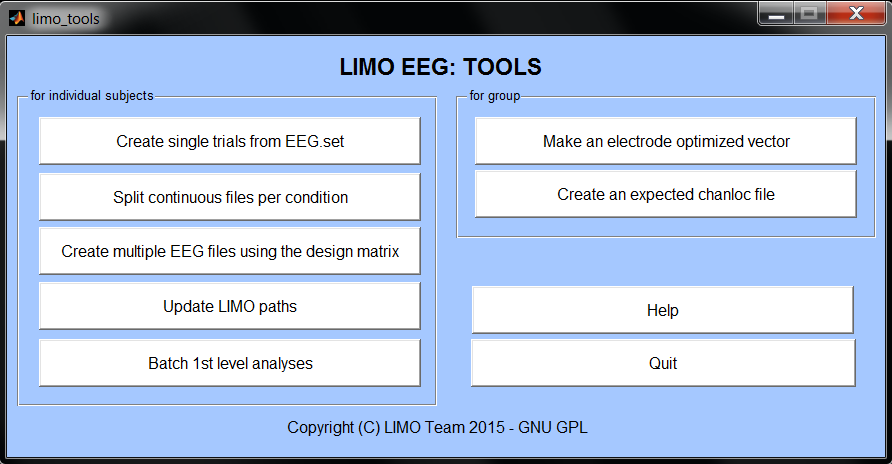 limo_tools
LIMO EEG: TOOLS
for individual subjects
Create single trials from EEG.set
Split continuous files per condition
Create multiple EEG files using the design matrix
Update LIMO paths
Batch 1st level analyses
for group
Make an electrode optimized vector
Create an expected chanloc file
Help
Quit
Copyright (C) LIMO Team 2015 - GNU GPL